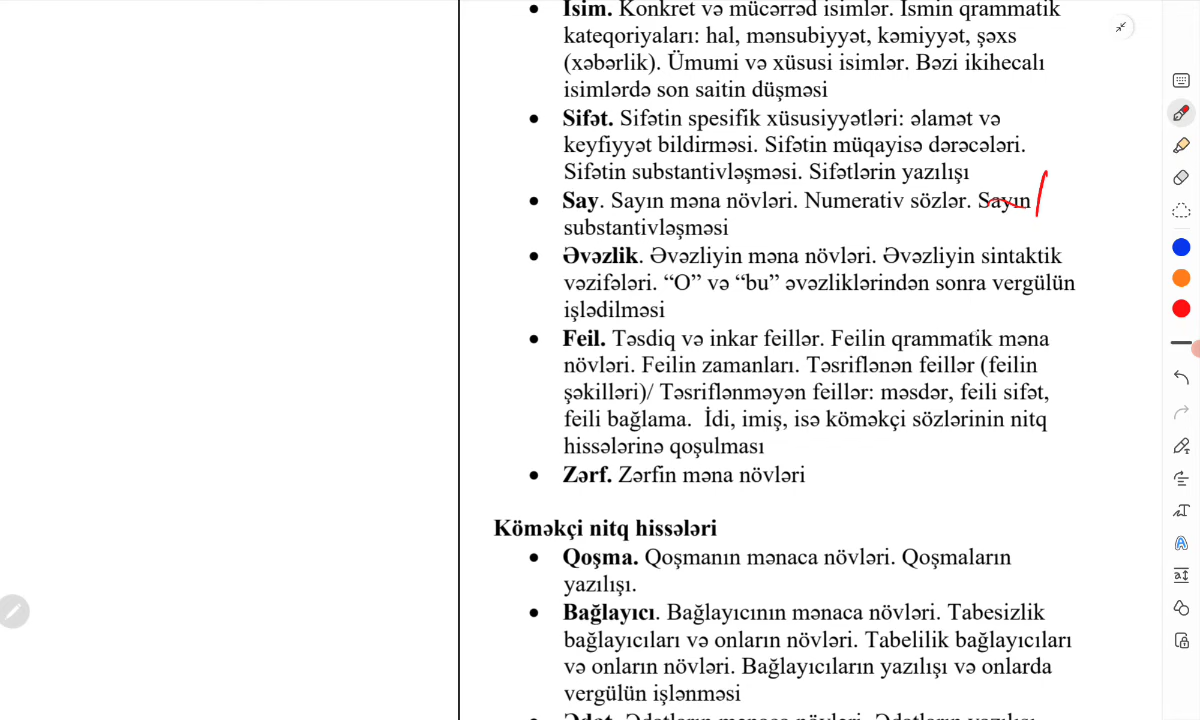 İsim. Konkret və mücərrəd isimlər. İsmin qrammatik
kateqoriyaları: hal, mənsubiyyət, kəmiyyət, şəxs
(xəbərlik). Ümumi və xüsusi isimlər. Bəzi ikihecalı
isimlərdə son saitin düşməsi
Sifət. Sifətin spesifik xüsusiyyətləri: əlamət və
keyfiyyət bildirməsi. Sifətin müqayisə dərəcələri.
Sifətin substantivləşməsi. Sifətlərin yazılışı
Say. Sayın məna növləri. Numerativ sözlər. Sayın
substantivləşməsi
Əvəzlik. Əvəzliyin məna növləri. Əvəzliyin sintaktik
vəzifələri. “O” və “bu” əvəzliklərindən sonra vergülün
işlədilməsi
Feil. Təsdiq və inkar feillər. Feilin qrammatik məna
növləri. Feilin zamanları. Təsriflənən feillər (feilin
şəkilləri)/ Təsriflənməyən feillər: məsdər, feili sifət,
feili bağlama. İdi, imiş, isə köməkçi sözlərinin nitq
hissələrinə qoşulması
Zərf. Zərfin məna növləri
Köməkçi nitq hissələri
Qoşma. Qoşmanın mənaca növləri. Qoşmaların
yazılışı.
Bağlayıcı. Bağlayıcının mənaca növləri. Tabesizlik
bağlayıcıları və onların növləri. Tabelilik bağlayıcıları
və onların növləri. Bağlayıcıların yazılışı və onlarda
vergülün işlənməsi
Ədat. Ədatların mənaca növləri. Ədatların yazılışı